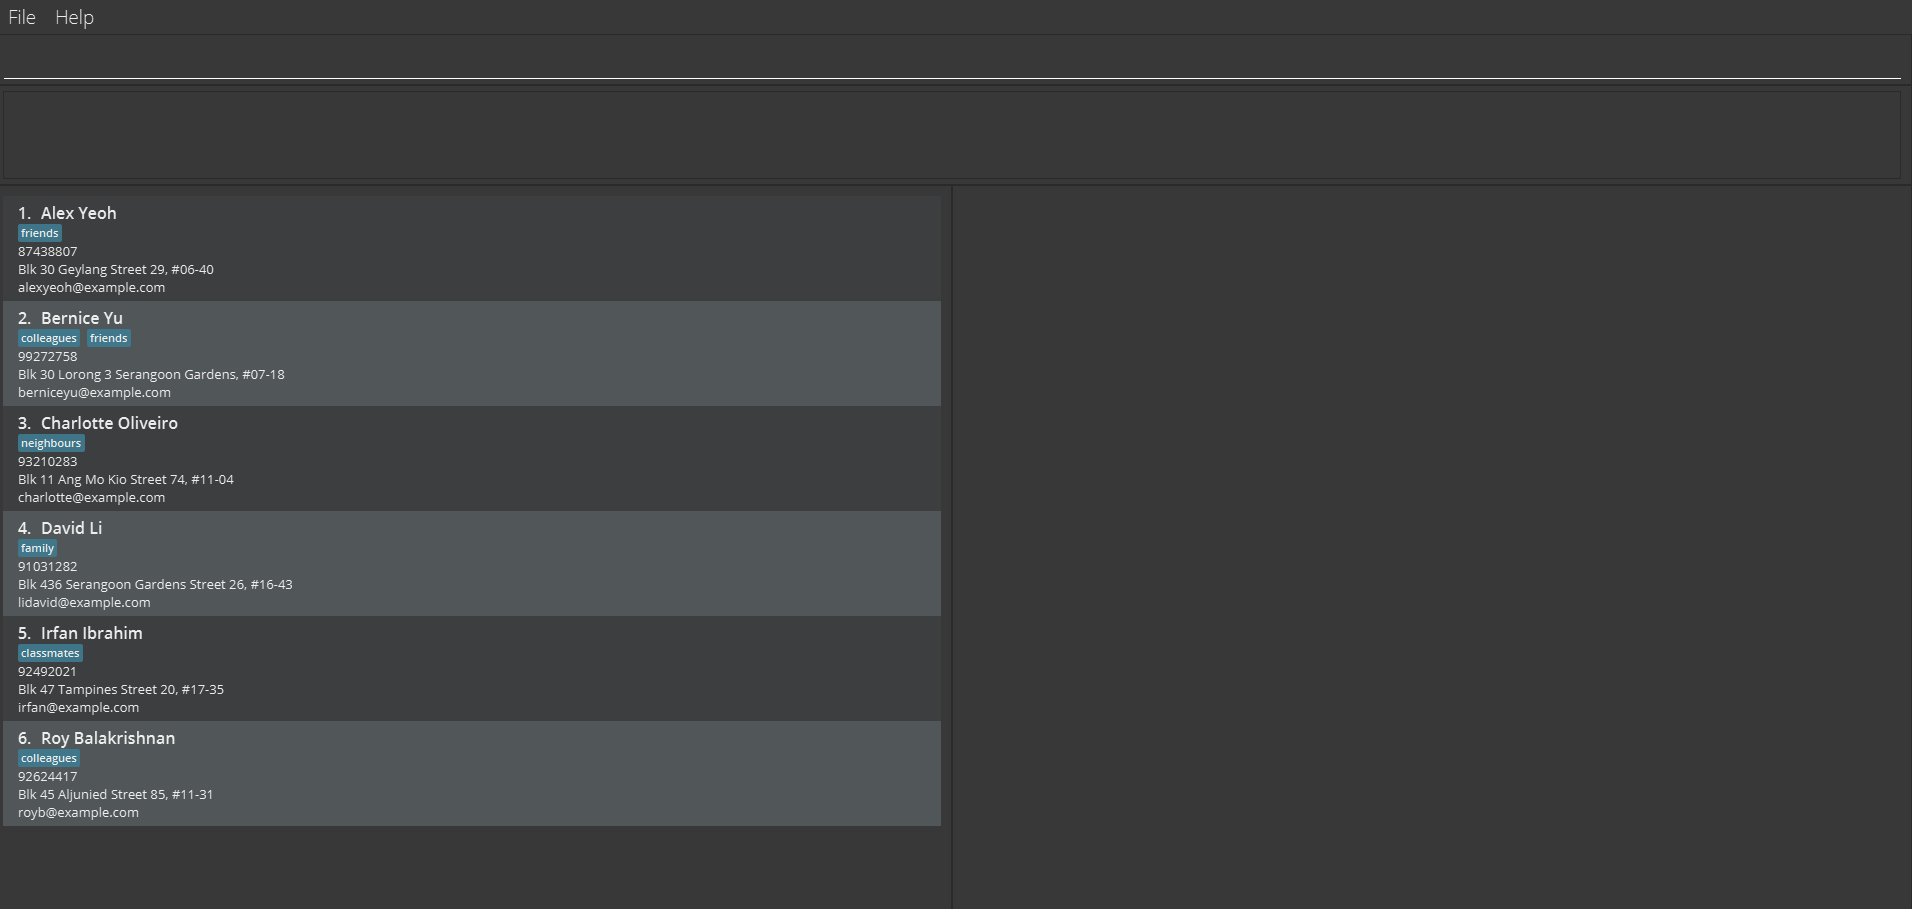 File Help
1. Alex Yeoh
friends
87438807
Blk 30 Geylang Street 29, #06-40
alexyeoh@example.com
2. Bernice Yu
colleagues friends
99272758
Blk 30 Lorong 3 Serangoon Gardens, #07-18
berniceyu@example.com
3. Charlotte Oliveiro
neighbours
93210283
Blk 11 Ang Mo Kio Street 74, #11-04
charlotte@example.com
4. David Li
family
91031282
Blk 436 Serangoon Gardens Street 26, #16-43
lidavid@example.com
5. Irfan Ibrahim
classmates
92492021
Blk 47 Tampines Street 20, #17-35
irfan@example.com
6. Roy Balakrishnan
colleagues
92624417
Blk 45 Aljunied Street 85, #11-31
royb@example.com